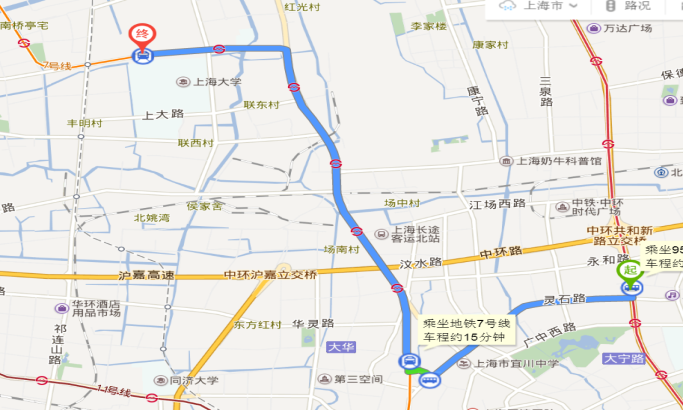 红光村
李家楼
上海市
路况
南桥亭宅
终
康家村
万达广场
7号线
上海大学
三泉路
保德
联东村
康宁路
上大路
丰明村
联西村
上海奶牛科普馆
北
侯家舍
场中村
江场西路
中铁·中环
时代广场
路
北姚湾
上海长途
客运北站
中环共和新
路立交桥
场南村
中环路
乘坐95
车程约
沪嘉高速
中环沪嘉立交桥
汶水路
永和路
起
华环酒店
用品市场
灵石路
东方红村
华灵路
乘坐地铁7号线
车程约15分钟
广中西路
祁连山路
大华
上海市宜川中学
大宁路
11号线
同济大学
第三空间